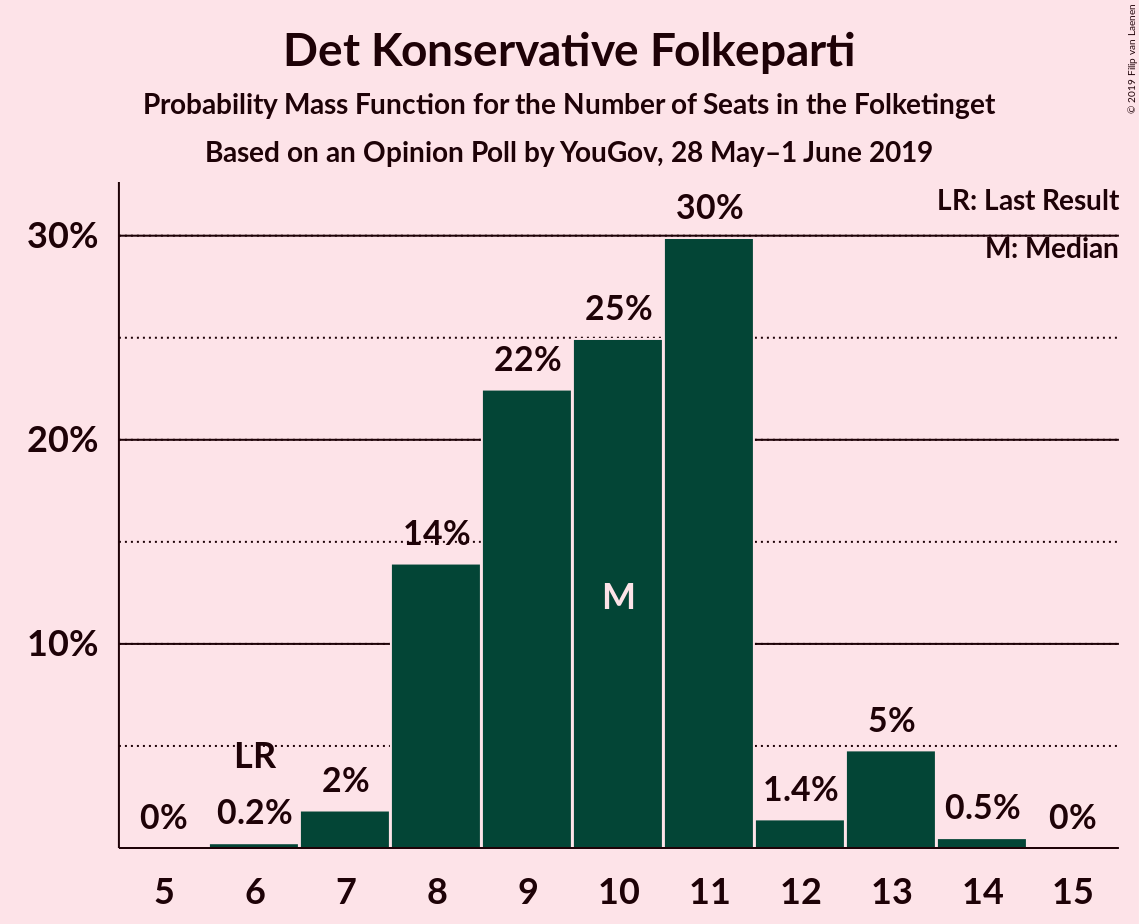 Det Konservative Folkeparti
Probability Mass Function for the Number of Seats in the Folketinget
Based on an Opinion Poll by YouGov, 28 May–1 June 2019
© 2019 Filip van Laenen
LR: Last Result
M: Median
30%
20%
10%
0%
LR
0.2%
2%
14%
22%
25%
M
30%
1.4%
5%
0.5%
0%
5 6 7 8 9 10 11 12 13 14 15